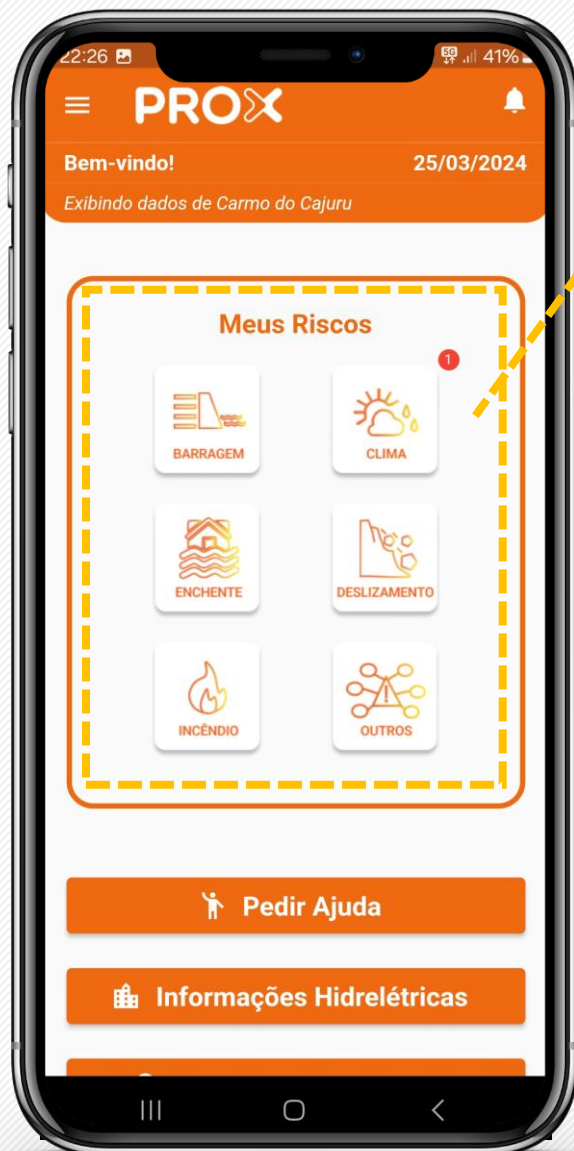 22:26 5G 41%
PROX
Bem-vindo! 25/03/2024
Exibindo dados de Carmo do Cajuru
Meus Riscos
1
BARRAGEM CLIMA
ENCHENTE DESLIZAMENTO
INCÊNDIO OUTROS
Pedir Ajuda
Informações Hidrelétricas